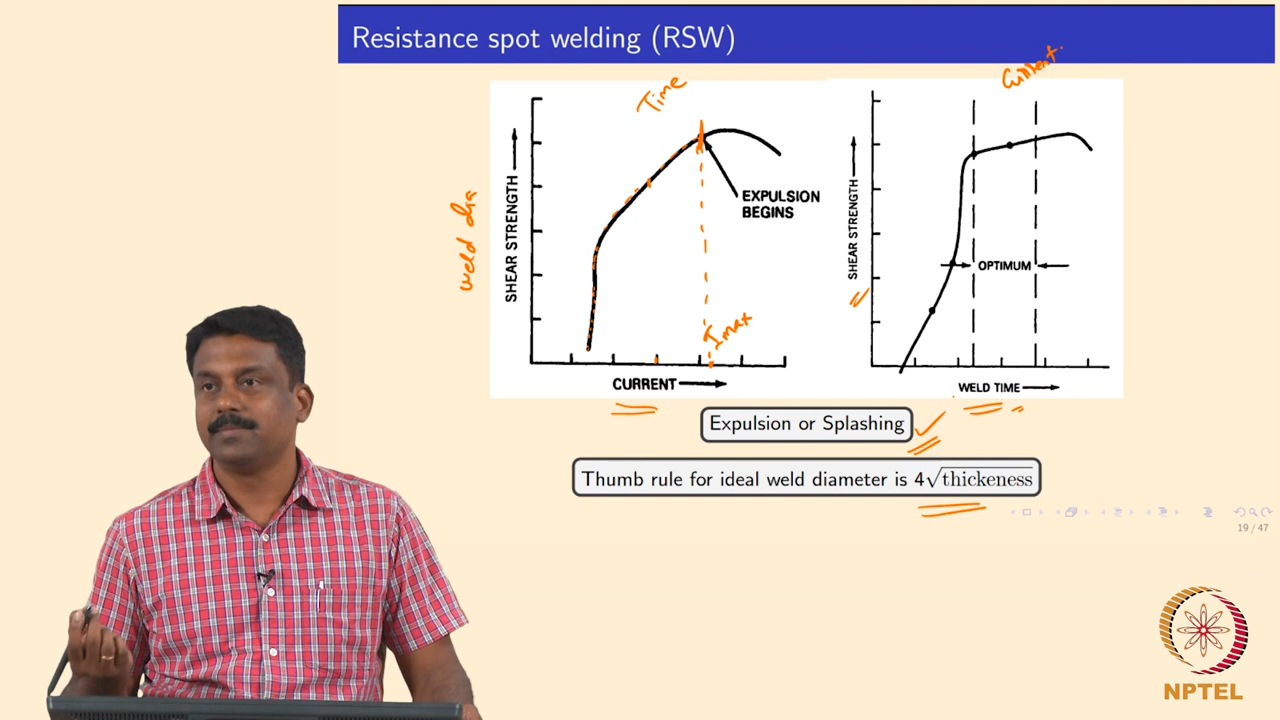 Resistance spot welding (RSW)
Time
weld dia
SHEAR STRENGTH
EXPULSION
BEGINS
Imax
CURRENT
Current
SHEAR STRENGTH
OPTIMUM
WELD TIME
Expulsion or Splashing
Thumb rule for ideal weld diameter is 4√thickeness
19 / 47
NPTEL